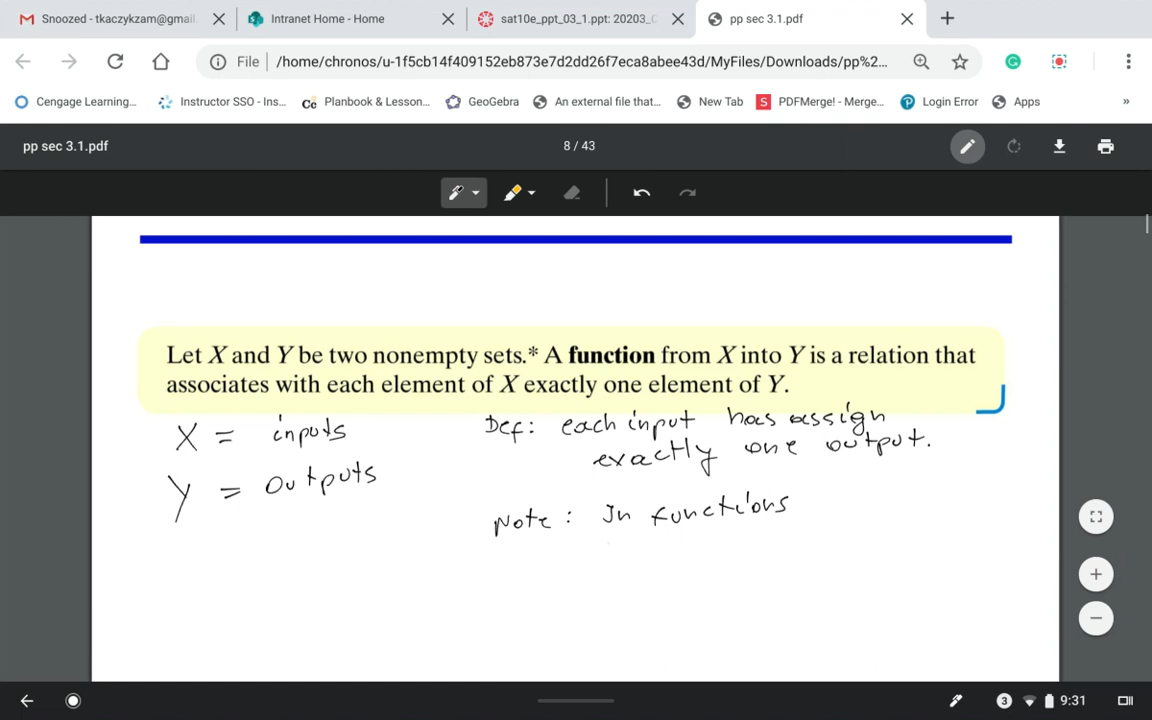 Snoozed - tkaczykzam@gmail
Intranet Home - Home
sat10e_ppt_03_1.ppt: 20203_C
pp sec 3.1.pdf
File /home/chronos/u-1f5cb14f409152eb873e7d2dd26f7eca8abee43d/MyFiles/Downloads/pp%2...
Cengage Learning... Instructor SSO - Ins... Cc Planbook & Lesson... GeoGebra An external file that... New Tab S PDFMerge! - Merge... P Login Error Apps »
pp sec 3.1.pdf 8 / 43
Let X and Y be two nonempty sets.* A function from X into Y is a relation that
associates with each element of X exactly one element of Y.
X = inputs
Y = outputs
Def: each input has assign
exactly one output.
Note: In functions
3 9:31